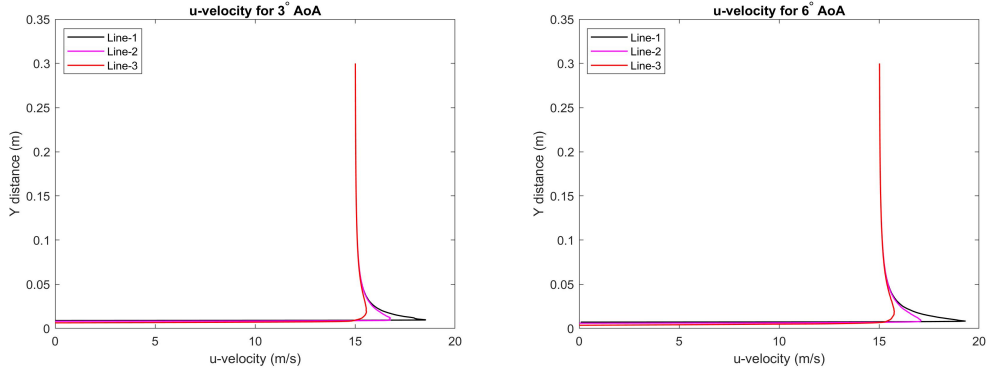 u-velocity for 3° AoA
0.35
0.3
0.25
0.2
0.15
0.1
0.05
0
Y distance (m)
Line-1
Line-2
Line-3
0 5 10 15 20
u-velocity (m/s)
u-velocity for 6° AoA
0.35
0.3
0.25
0.2
0.15
0.1
0.05
0
Y distance (m)
Line-1
Line-2
Line-3
0 5 10 15 20
u-velocity (m/s)